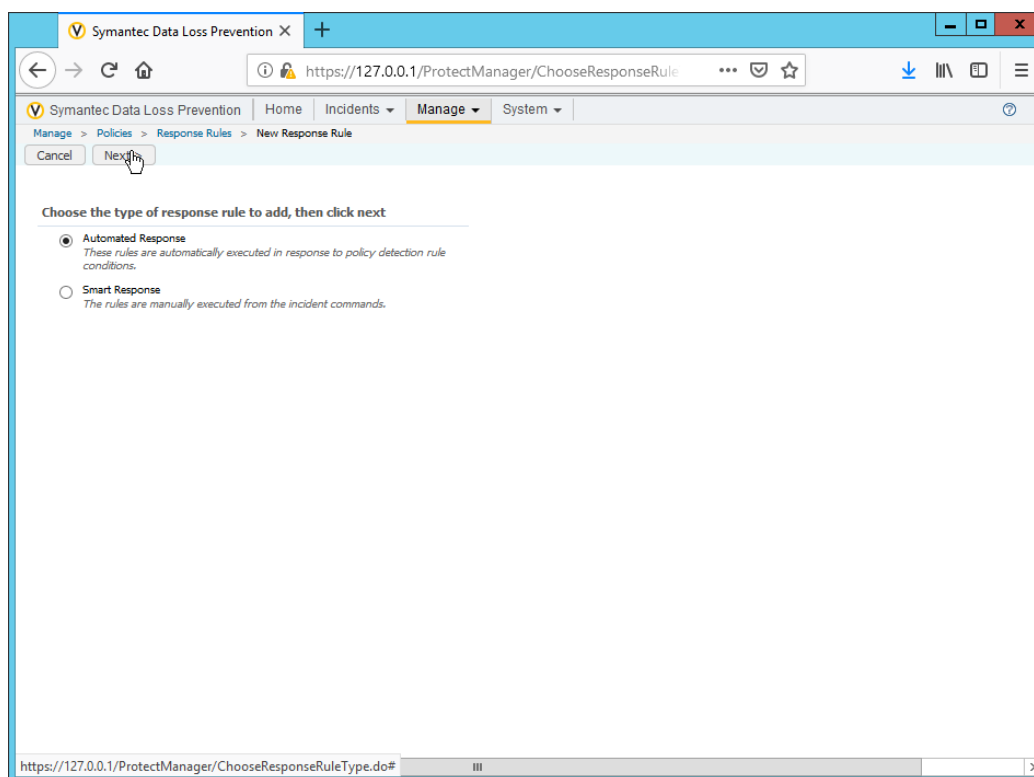 Symantec Data Loss Prevention
https://127.0.0.1/ProtectManager/ChooseResponseRule
Symantec Data Loss Prevention Home Incidents Manage System
Manage > Policies > Response Rules > New Response Rule
Cancel Next >
Choose the type of response rule to add, then click next
Automated Response
These rules are automatically executed in response to policy detection rule
conditions.
Smart Response
The rules are manually executed from the incident commands.
https://127.0.0.1/ProtectManager/ChooseResponseRuleType.do#